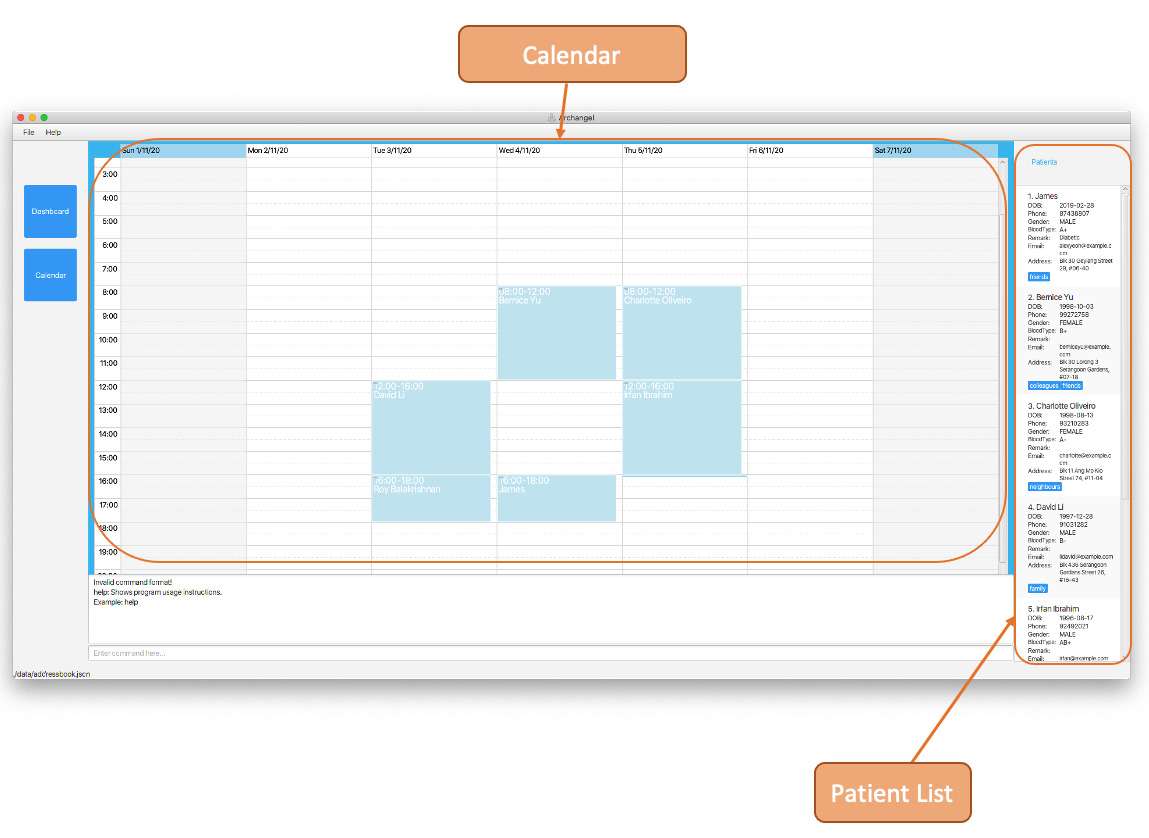 Calendar
Archangel
File Help
Sun 1/11/20 Mon 2/11/20 Tue 3/11/20 Wed 4/11/20 Thu 5/11/20 Fri 6/11/20 Sat 7/11/20
Patients
Dashboard
Calendar
3:00
4:00
5:00
6:00
7:00
8:00
9:00
10:00
11:00
12:00
13:00
14:00
15:00
16:00
17:00
18:00
19:00
08:00-12:00
Bernice Yu
08:00-12:00
Charlotte Oliveiro
12:00-16:00
David Li
12:00-16:00
Irfan Ibrahim
16:00-18:00
Roy Balakrishnan
16:00-18:00
James
1. James
DOB: 2019-02-28
Phone: 87438807
Gender: MALE
BloodType: A+
Remark: Diabetic
Email: alexyeoh@example.c
om
Address: Blk 30 Geylang Street
29, #06-40
friends
2. Bernice Yu
DOB: 1998-10-03
Phone: 99272758
Gender: FEMALE
BloodType: B+
Remark:
Email: berniceyu@example.
com
Address: Blk 30 Lorong 3
Serangoon Gardens,
#07-18
colleagues friends
3. Charlotte Oliveiro
DOB: 1998-08-13
Phone: 93210283
Gender: FEMALE
BloodType: A-
Remark:
Email: charlotte@example.c
om
Address: Blk 11 Ang Mo Kio
Street 74, #11-04
neighbours
4. David Li
DOB: 1997-12-28
Phone: 91031282
Gender: MALE
BloodType: B-
Remark:
Email: lidavid@example.com
Address: Blk 436 Serangoon
Gardens Street 26,
#16-43
family
5. Irfan Ibrahim
DOB: 1996-08-17
Phone: 92492021
Gender: MALE
BloodType: AB+
Remark:
Email: irfan@example.com
Invalid command format!
help: Shows program usage instructions.
Example: help
Enter command here...
./data/addressbook.json
Patient List